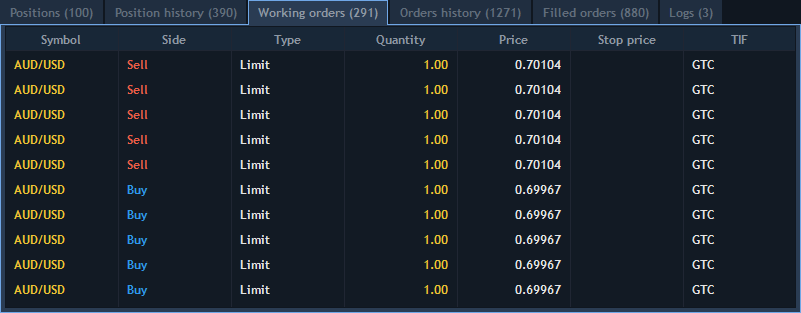 Positions (100) Position history (390) Working orders (291) Orders history (1271) Filled orders (880) Logs (3)
Symbol Side Type Quantity Price Stop price TIF
AUD/USD Sell Limit 1.00 0.70104 GTC
AUD/USD Sell Limit 1.00 0.70104 GTC
AUD/USD Sell Limit 1.00 0.70104 GTC
AUD/USD Sell Limit 1.00 0.70104 GTC
AUD/USD Sell Limit 1.00 0.70104 GTC
AUD/USD Buy Limit 1.00 0.69967 GTC
AUD/USD Buy Limit 1.00 0.69967 GTC
AUD/USD Buy Limit 1.00 0.69967 GTC
AUD/USD Buy Limit 1.00 0.69967 GTC
AUD/USD Buy Limit 1.00 0.69967 GTC